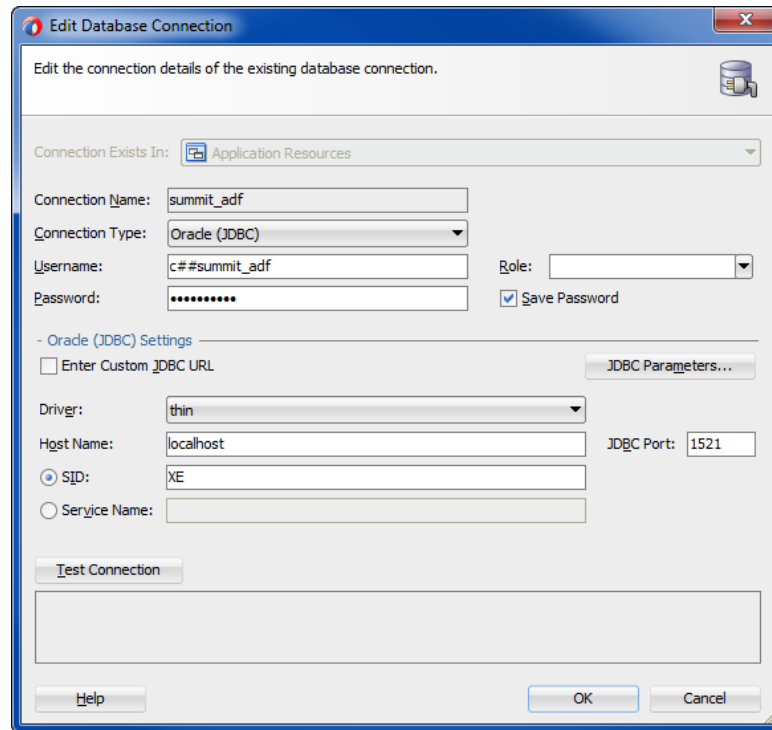 Edit Database Connection
Edit the connection details of the existing database connection.
Connection Exists In: Application Resources
Connection Name: summit_adf
Connection Type: Oracle (JDBC)
Username: c##summit_adf Role:
Password: •••••••••• Save Password
- Oracle (JDBC) Settings
Enter Custom JDBC URL JDBC Parameters...
Driver: thin
Host Name: localhost JDBC Port: 1521
SID: XE
Service Name:
Test Connection
Help OK Cancel